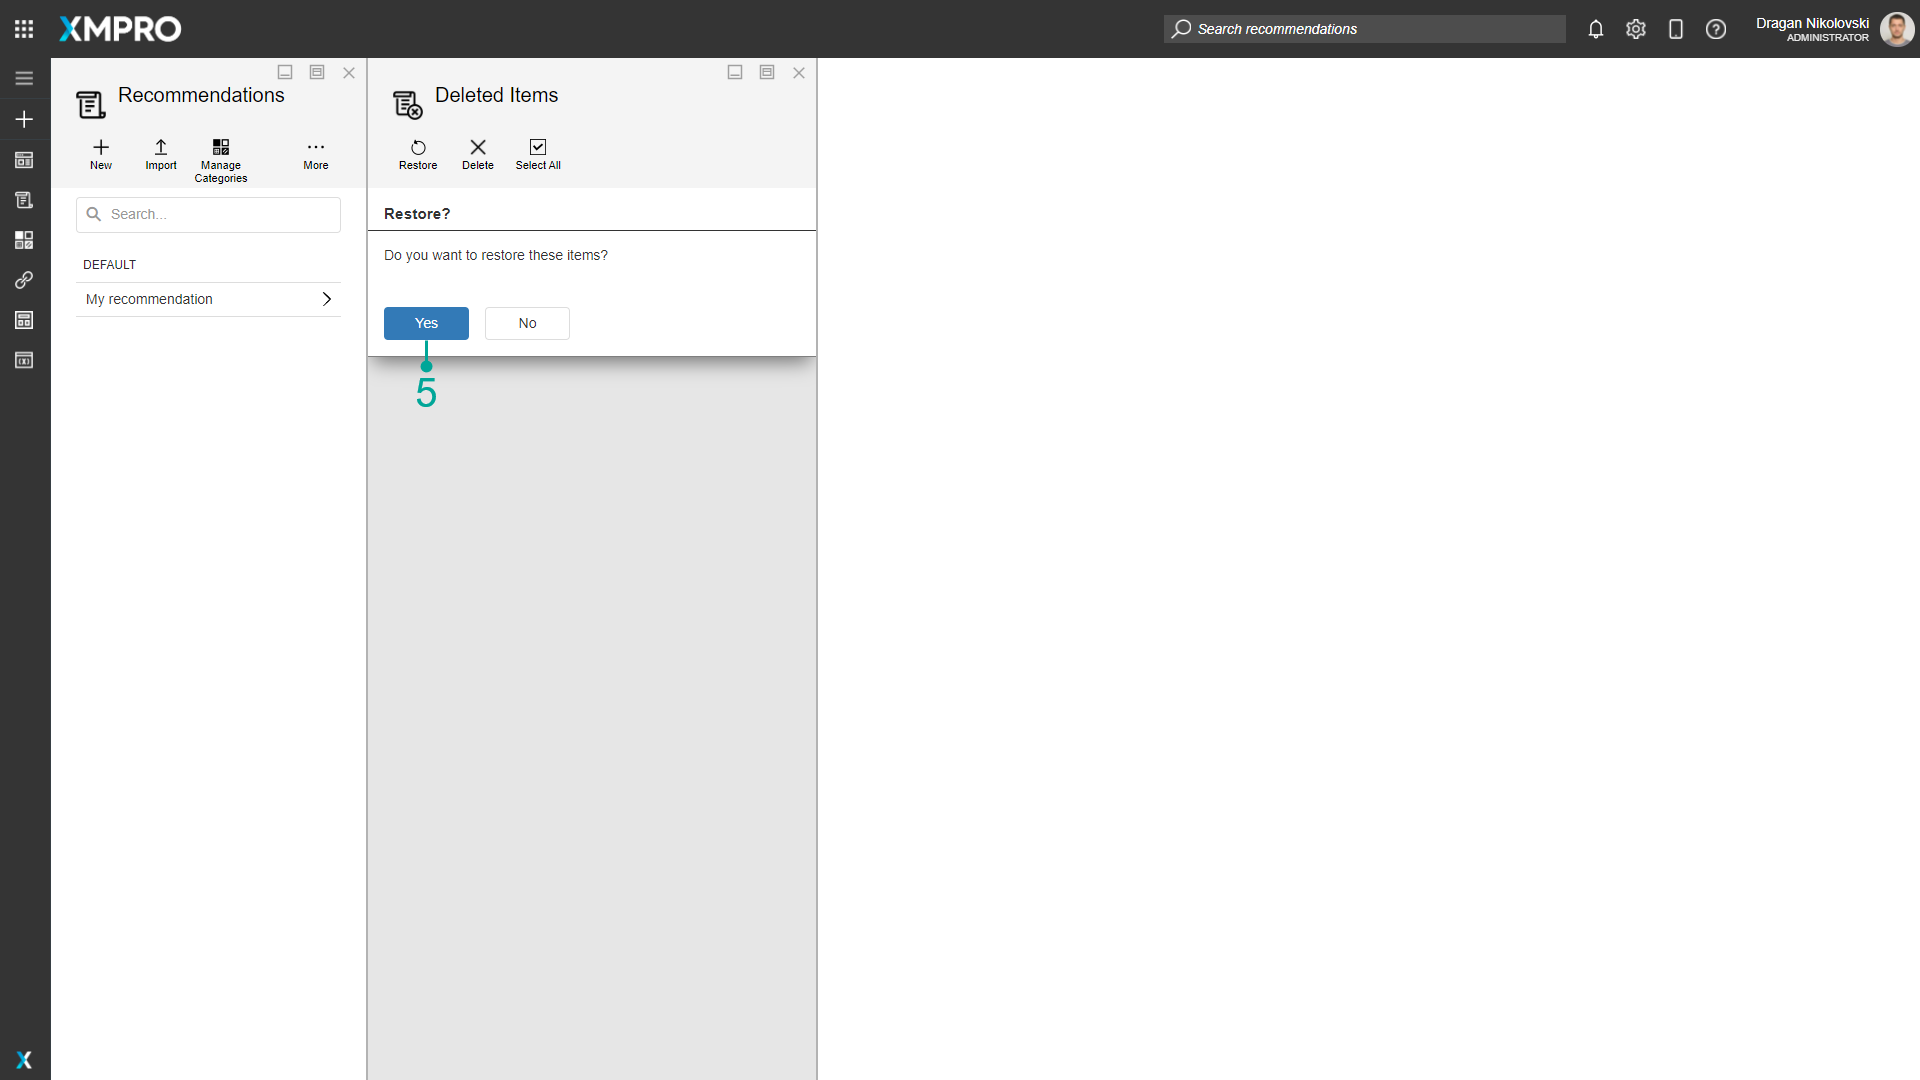 XMPRO
Search recommendations
Dragan Nikolovski
ADMINISTRATOR
Recommendations
New
Import
Manage
Categories
More
Search...
DEFAULT
My recommendation
Deleted Items
Restore
Delete
Select All
Restore?
Do you want to restore these items?
Yes
No
5